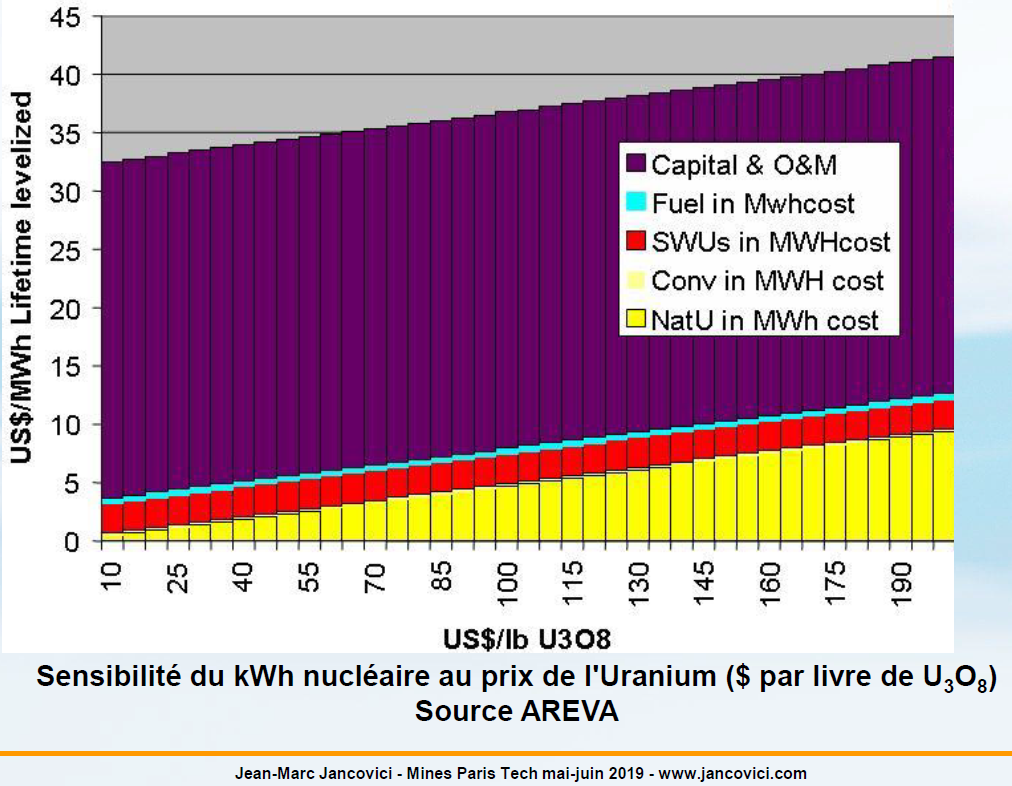 45
40
35
30
25
20
15
10
5
0
US$/MWh Lifetime levelized
Capital & O&M
Fuel in Mwhcost
SWUs in MWHcost
Conv in MWH cost
NatU in MWh cost
10 25 40 55 70 85 100 115 130 145 160 175 190
US$/lb U3O8
Sensibilité du kWh nucléaire au prix de l'Uranium ($ par livre de U₃O₈)
Source AREVA
Jean-Marc Jancovici - Mines Paris Tech mai-juin 2019 - www.jancovici.com